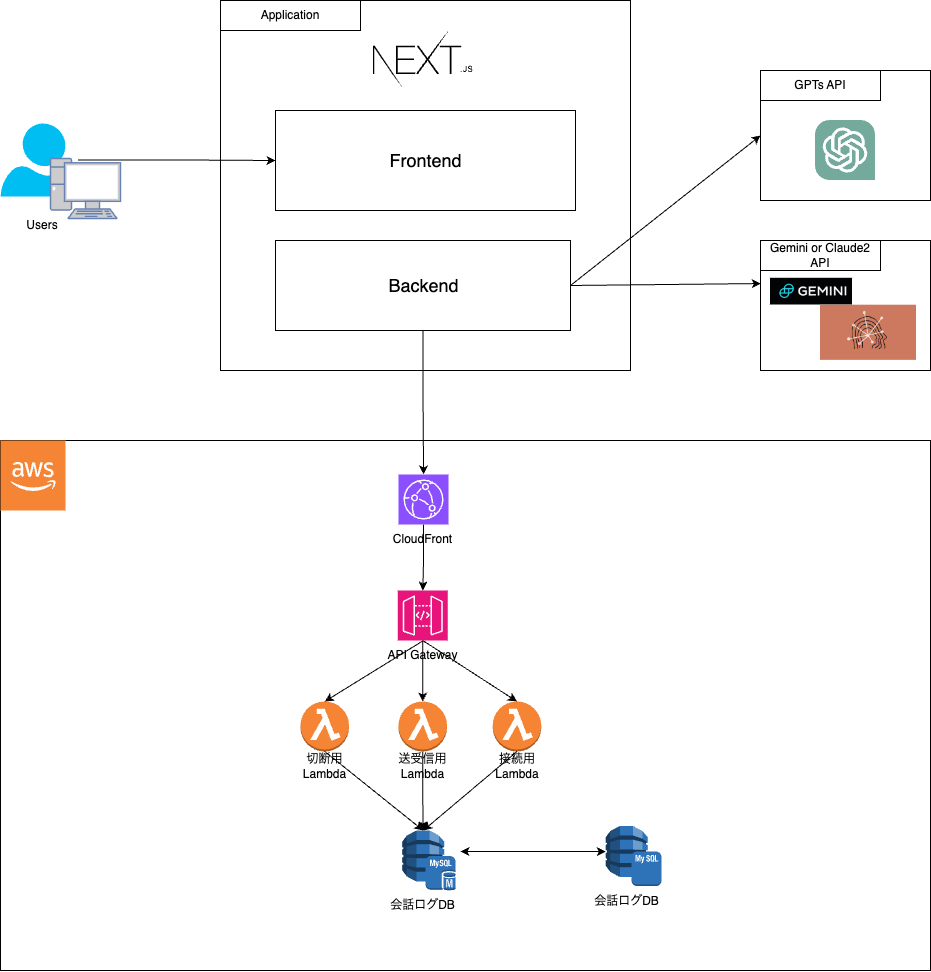 Application
NEXT.JS
GPTs API
Frontend
Users
Gemini or Claude2
API
Backend
GEMINI
aws
CloudFront
</>
API Gateway
切断用
Lambda
送受信用
Lambda
接続用
Lambda
MySQL
M
会話ログDB
MySQL
会話ログDB